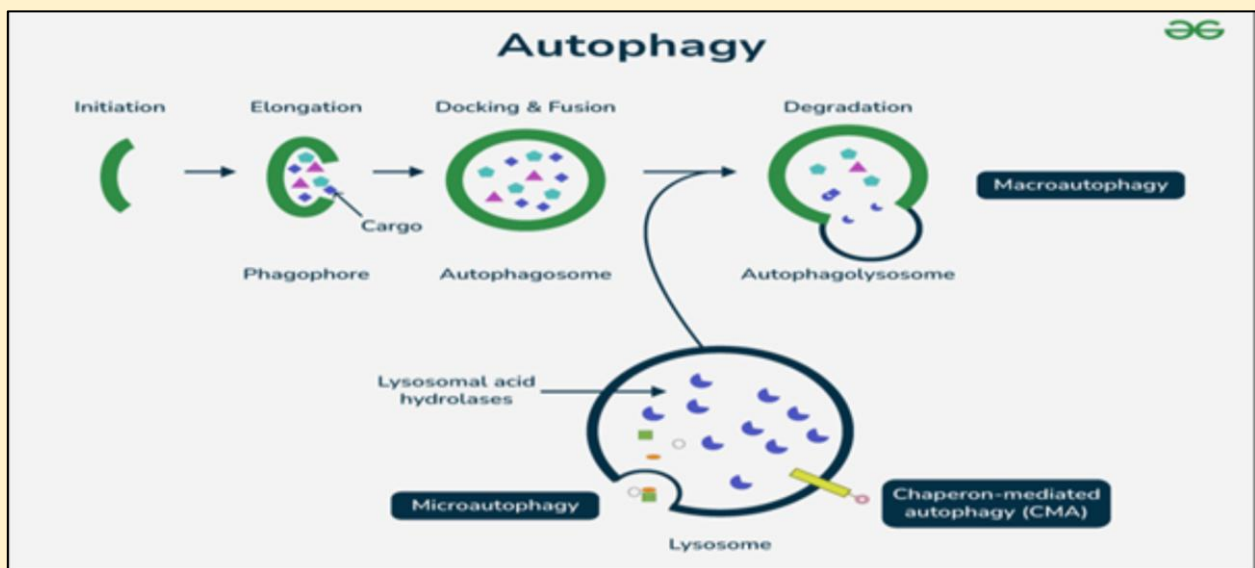 Autophagy
Initiation
Elongation
Docking & Fusion
Degradation
Macroautophagy
Cargo
Phagophore
Autophagosome
Autophagolysosome
Lysosomal acid
hydrolases
Microautophagy
Chaperon-mediated
autophagy (CMA)
Lysosome